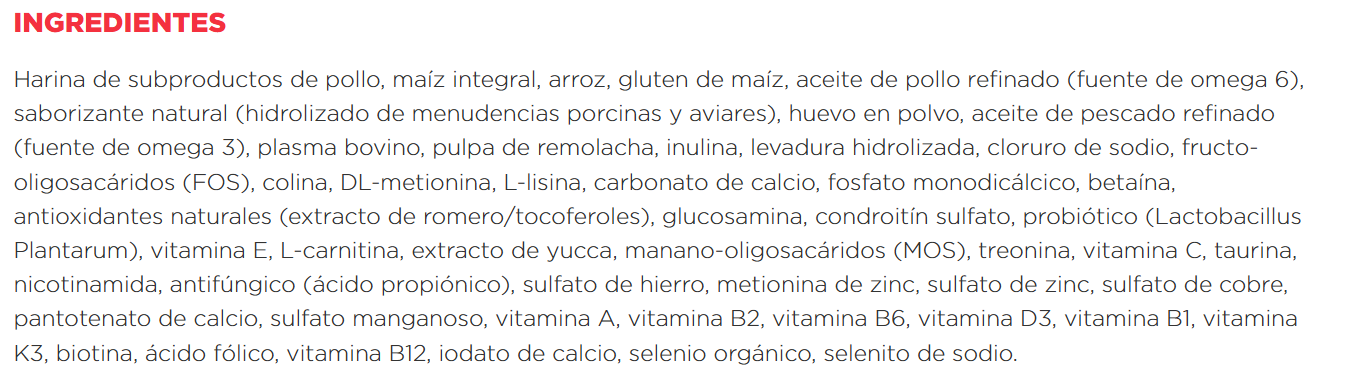 INGREDIENTES
Harina de subproductos de pollo, maíz integral, arroz, gluten de maíz, aceite de pollo refinado (fuente de omega 6),
saborizante natural (hidrolizado de menudencias porcinas y aviares), huevo en polvo, aceite de pescado refinado
(fuente de omega 3), plasma bovino, pulpa de remolacha, inulina, levadura hidrolizada, cloruro de sodio, fructo-
oligosacáridos (FOS), colina, DL-metionina, L-lisina, carbonato de calcio, fosfato monodicálcico, betaína,
antioxidantes naturales (extracto de romero/tocoferoles), glucosamina, condroitín sulfato, probiótico (Lactobacillus
Plantarum), vitamina E, L-carnitina, extracto de yucca, manano-oligosacáridos (MOS), treonina, vitamina C, taurina,
nicotinamida, antifúngico (ácido propiónico), sulfato de hierro, metionina de zinc, sulfato de zinc, sulfato de cobre,
pantotenato de calcio, sulfato manganoso, vitamina A, vitamina B2, vitamina B6, vitamina D3, vitamina B1, vitamina
K3, biotina, ácido fólico, vitamina B12, iodato de calcio, selenio orgánico, selenito de sodio.